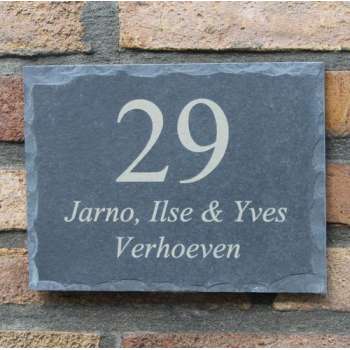 29
Jarno, Ilse & Yves
Verhoeven